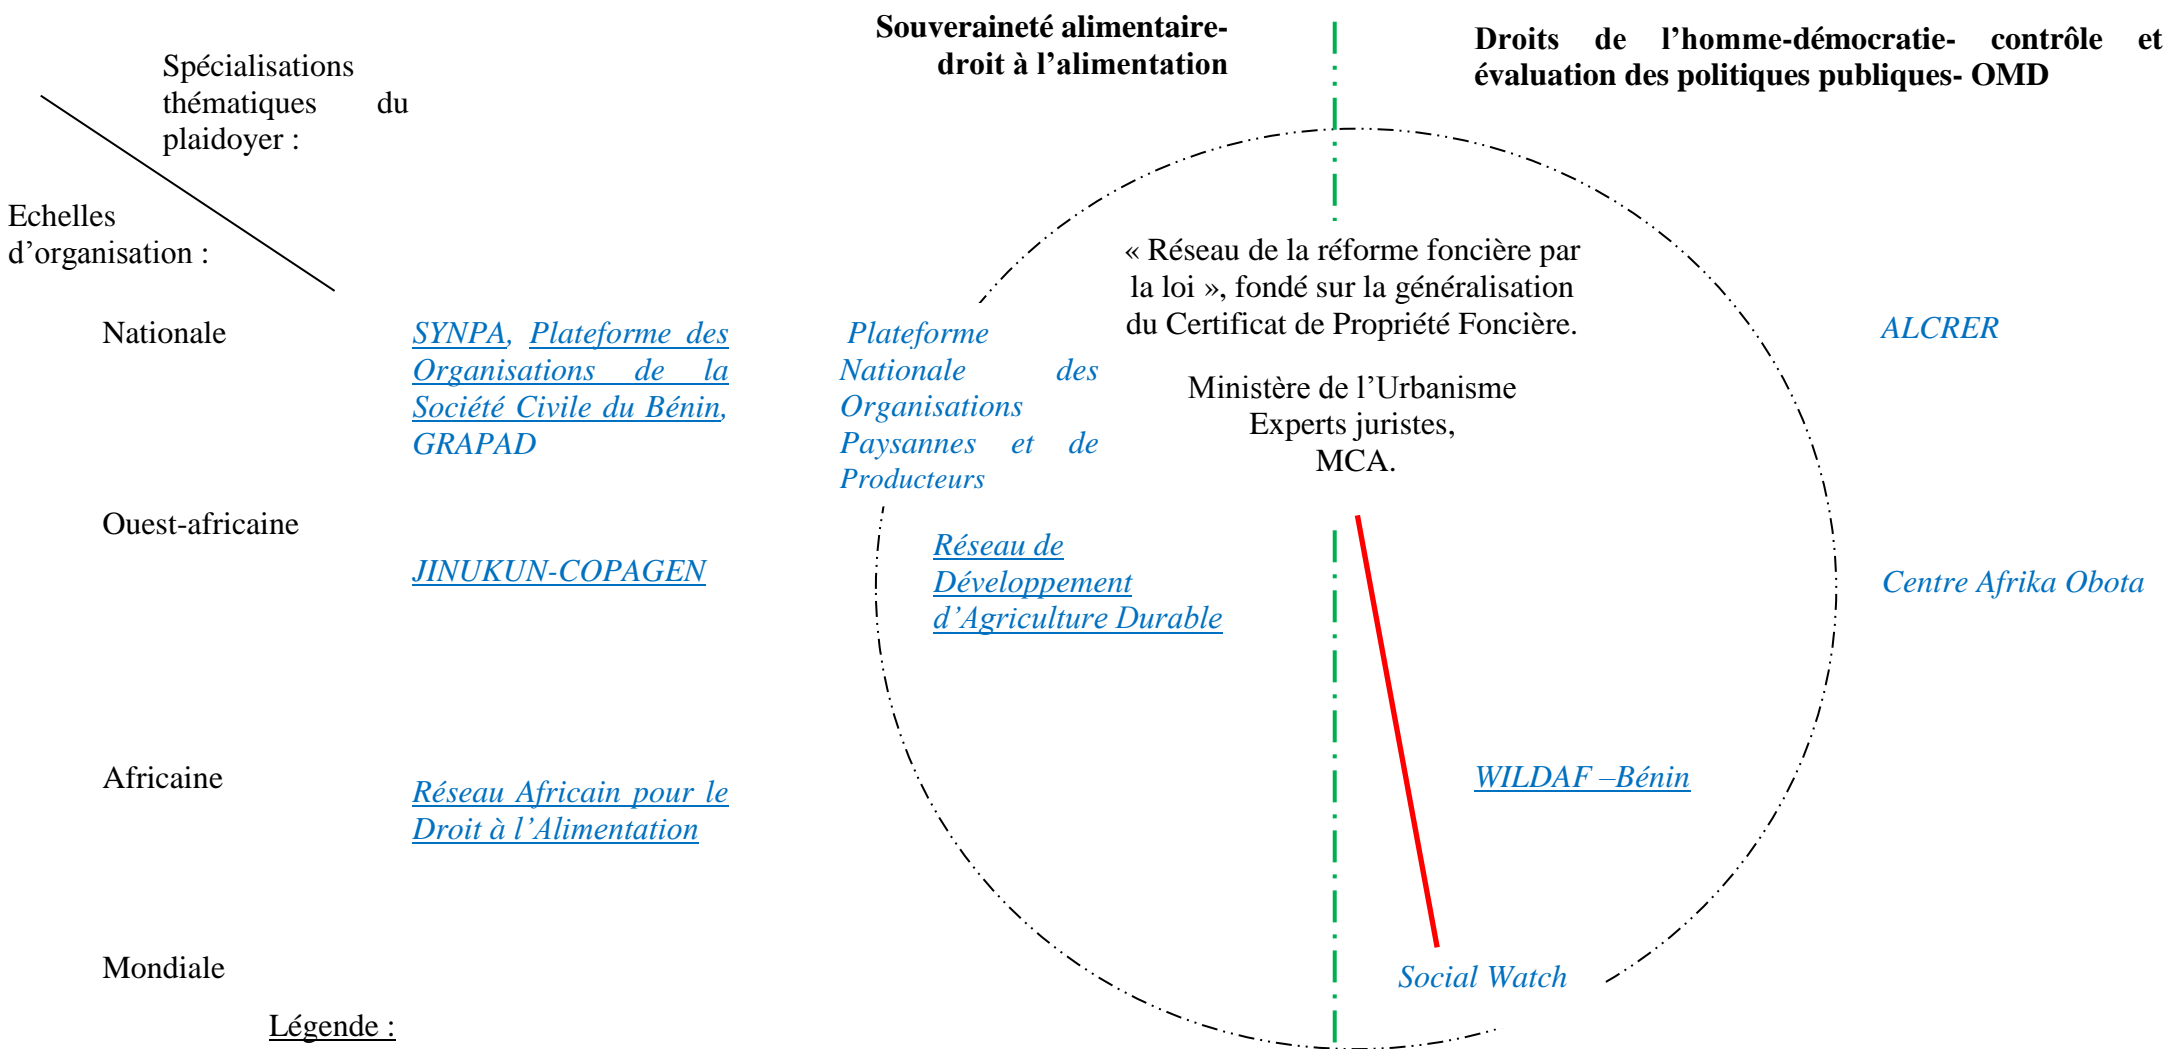 Souveraineté alimentaire-
droit à l’alimentation
Droits de l’homme-démocratie- contrôle et
évaluation des politiques publiques- OMD
Spécialisations
thématiques du
plaidoyer :
Echelles
d’organisation :
« Réseau de la réforme foncière par
la loi », fondé sur la généralisation
du Certificat de Propriété Foncière.
Ministère de l’Urbanisme
Experts juristes,
MCA.
Nationale
SYNPA, Plateforme des
Organisations de la
Société Civile du Bénin,
GRAPAD
Plateforme
Nationale des
Organisations
Paysannes et de
Producteurs
ALCRER
Ouest-africaine
JINUKUN-COPAGEN
Réseau de
Développement
d’Agriculture Durable
Centre Afrika Obota
Africaine
Réseau Africain pour le
Droit à l’Alimentation
WILDAF –Bénin
Mondiale
Social Watch
Légende :